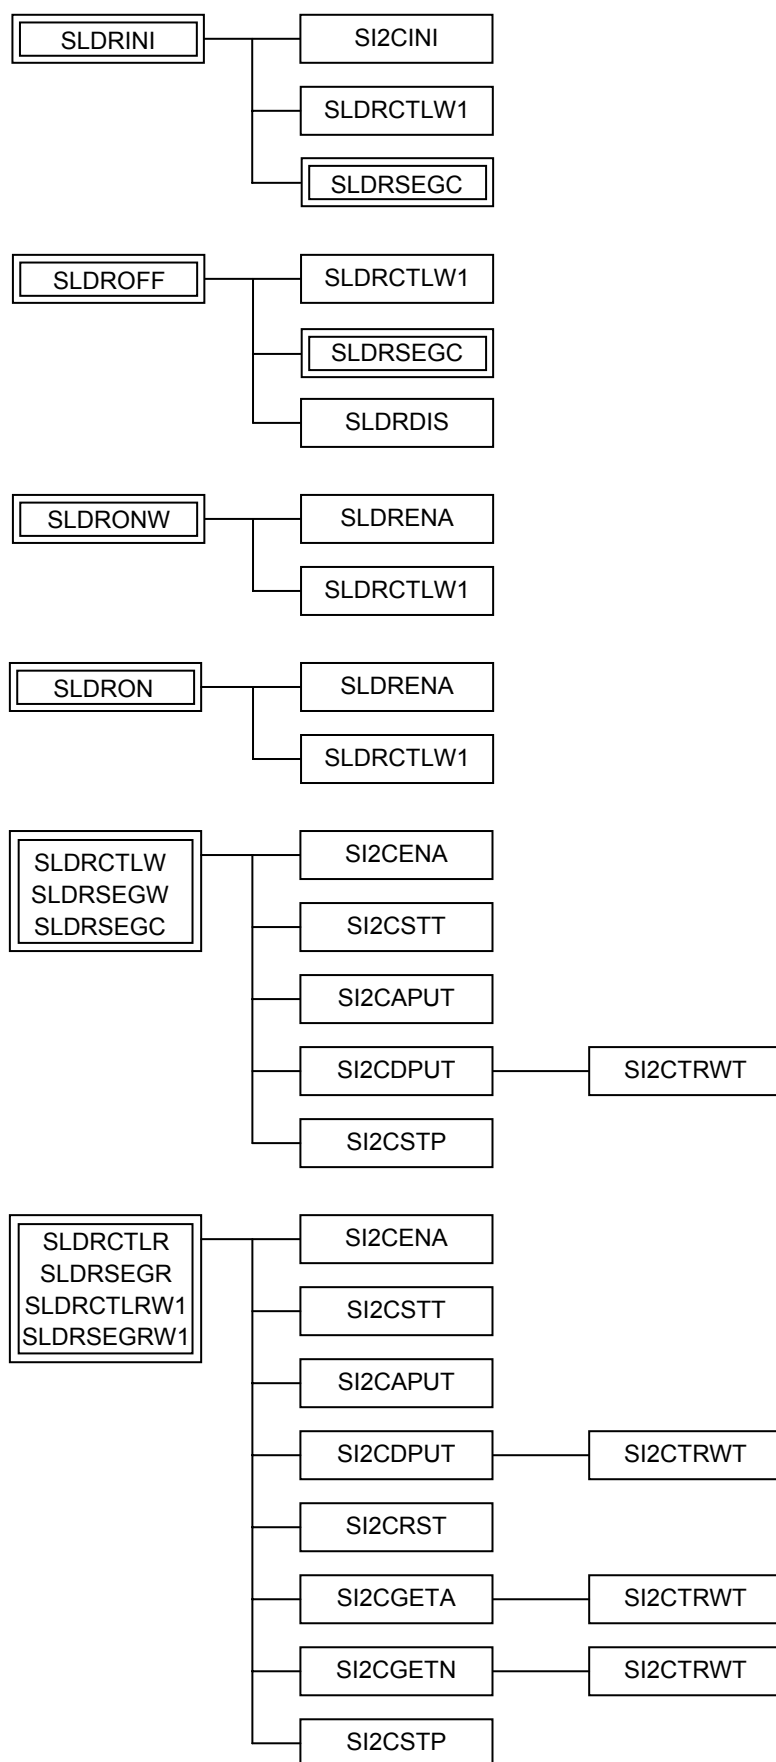 SLDRINI
SI2CINI
SLDRCTLW1
SLDRSEGC
SLDROFF
SLDRCTLW1
SLDRSEGC
SLDRDIS
SLDRONW
SLDRENA
SLDRCTLW1
SLDRON
SLDRENA
SLDRCTLW1
SLDRCTLW
SLDRSEGW
SLDRSEGC
SI2CENA
SI2CSTT
SI2CAPUT
SI2CDPUT
SI2CTRWT
SI2CSTP
SLDRCTLR
SLDRSEGR
SLDRCTLRW1
SLDRSEGRW1
SI2CENA
SI2CSTT
SI2CAPUT
SI2CDPUT
SI2CTRWT
SI2CRST
SI2CGETA
SI2CTRWT
SI2CGETN
SI2CTRWT
SI2CSTP